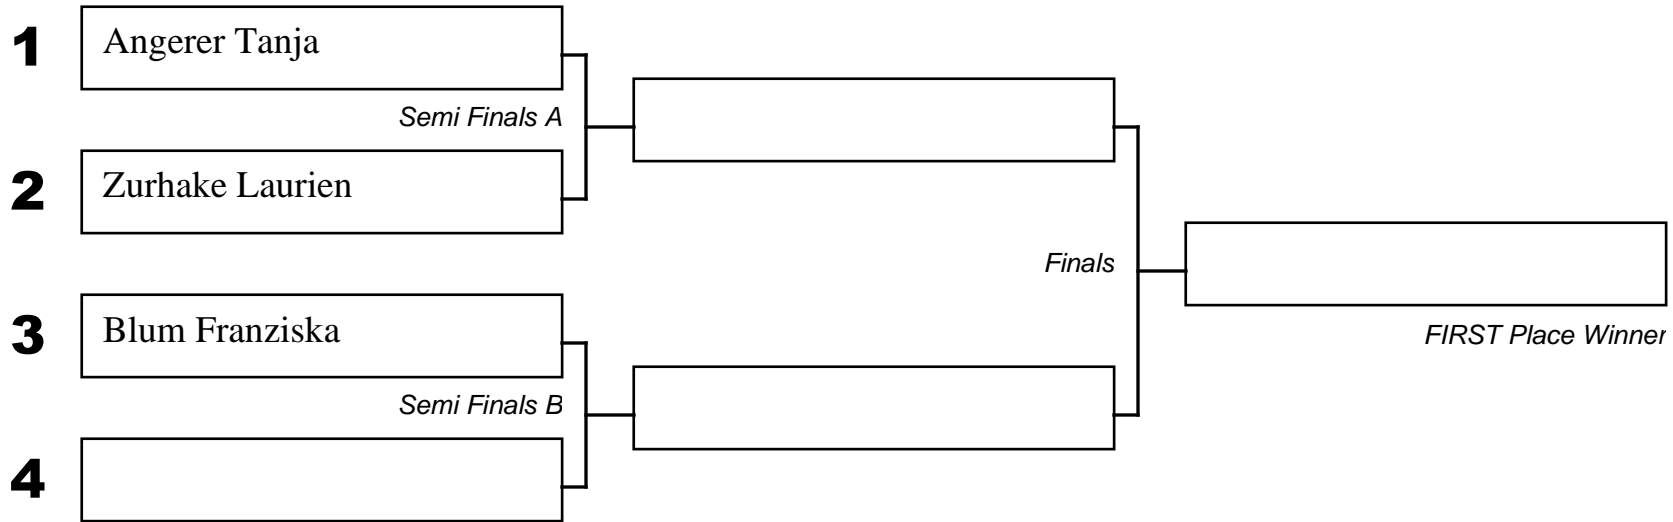 1 Angerer Tanja
Semi Finals A
2 Zurhake Laurien
Finals
3 Blum Franziska
FIRST Place Winner
Semi Finals B
4